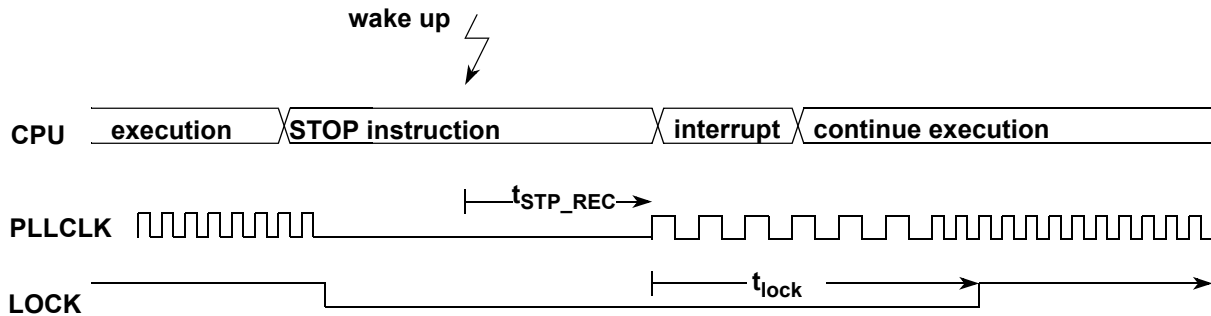 wake up
CPU execution STOP instruction interrupt continue execution
tSTP_REC
PLLCLK
tlock
LOCK